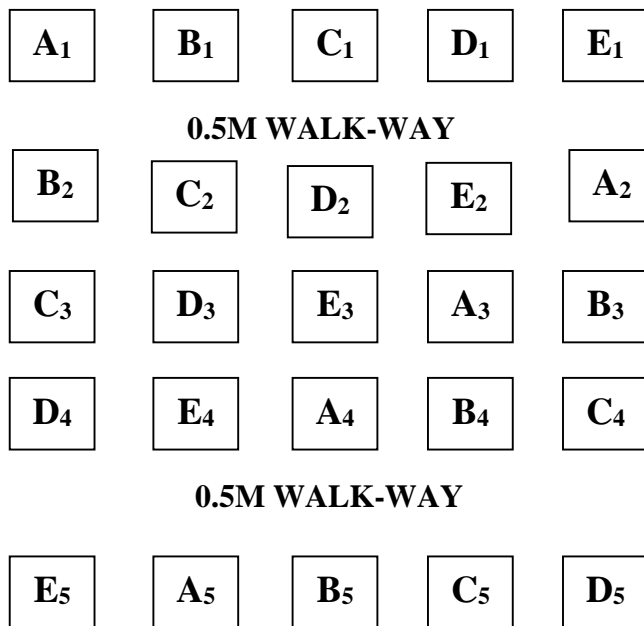 A₁ B₁ C₁ D₁ E₁
0.5M WALK-WAY
B₂ C₂ D₂ E₂ A₂
C₃ D₃ E₃ A₃ B₃
D₄ E₄ A₄ B₄ C₄
0.5M WALK-WAY
E₅ A₅ B₅ C₅ D₅